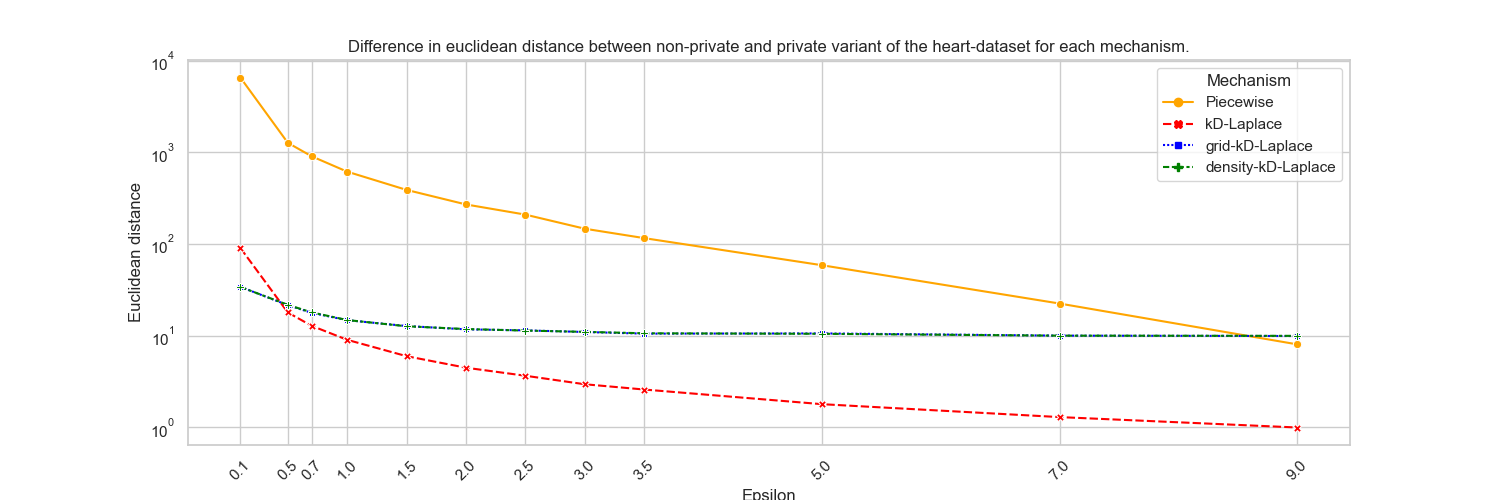 Difference in euclidean distance between non-private and private variant of the heart-dataset for each mechanism.
Euclidean distance
10^4
10^3
10^2
10^1
10^0
Mechanism
Piecewise
kD-Laplace
grid-kD-Laplace
density-kD-Laplace
0.1 0.5 0.7 1.0 1.5 2.0 2.5 3.0 3.5 5.0 7.0 9.0
Epsilon